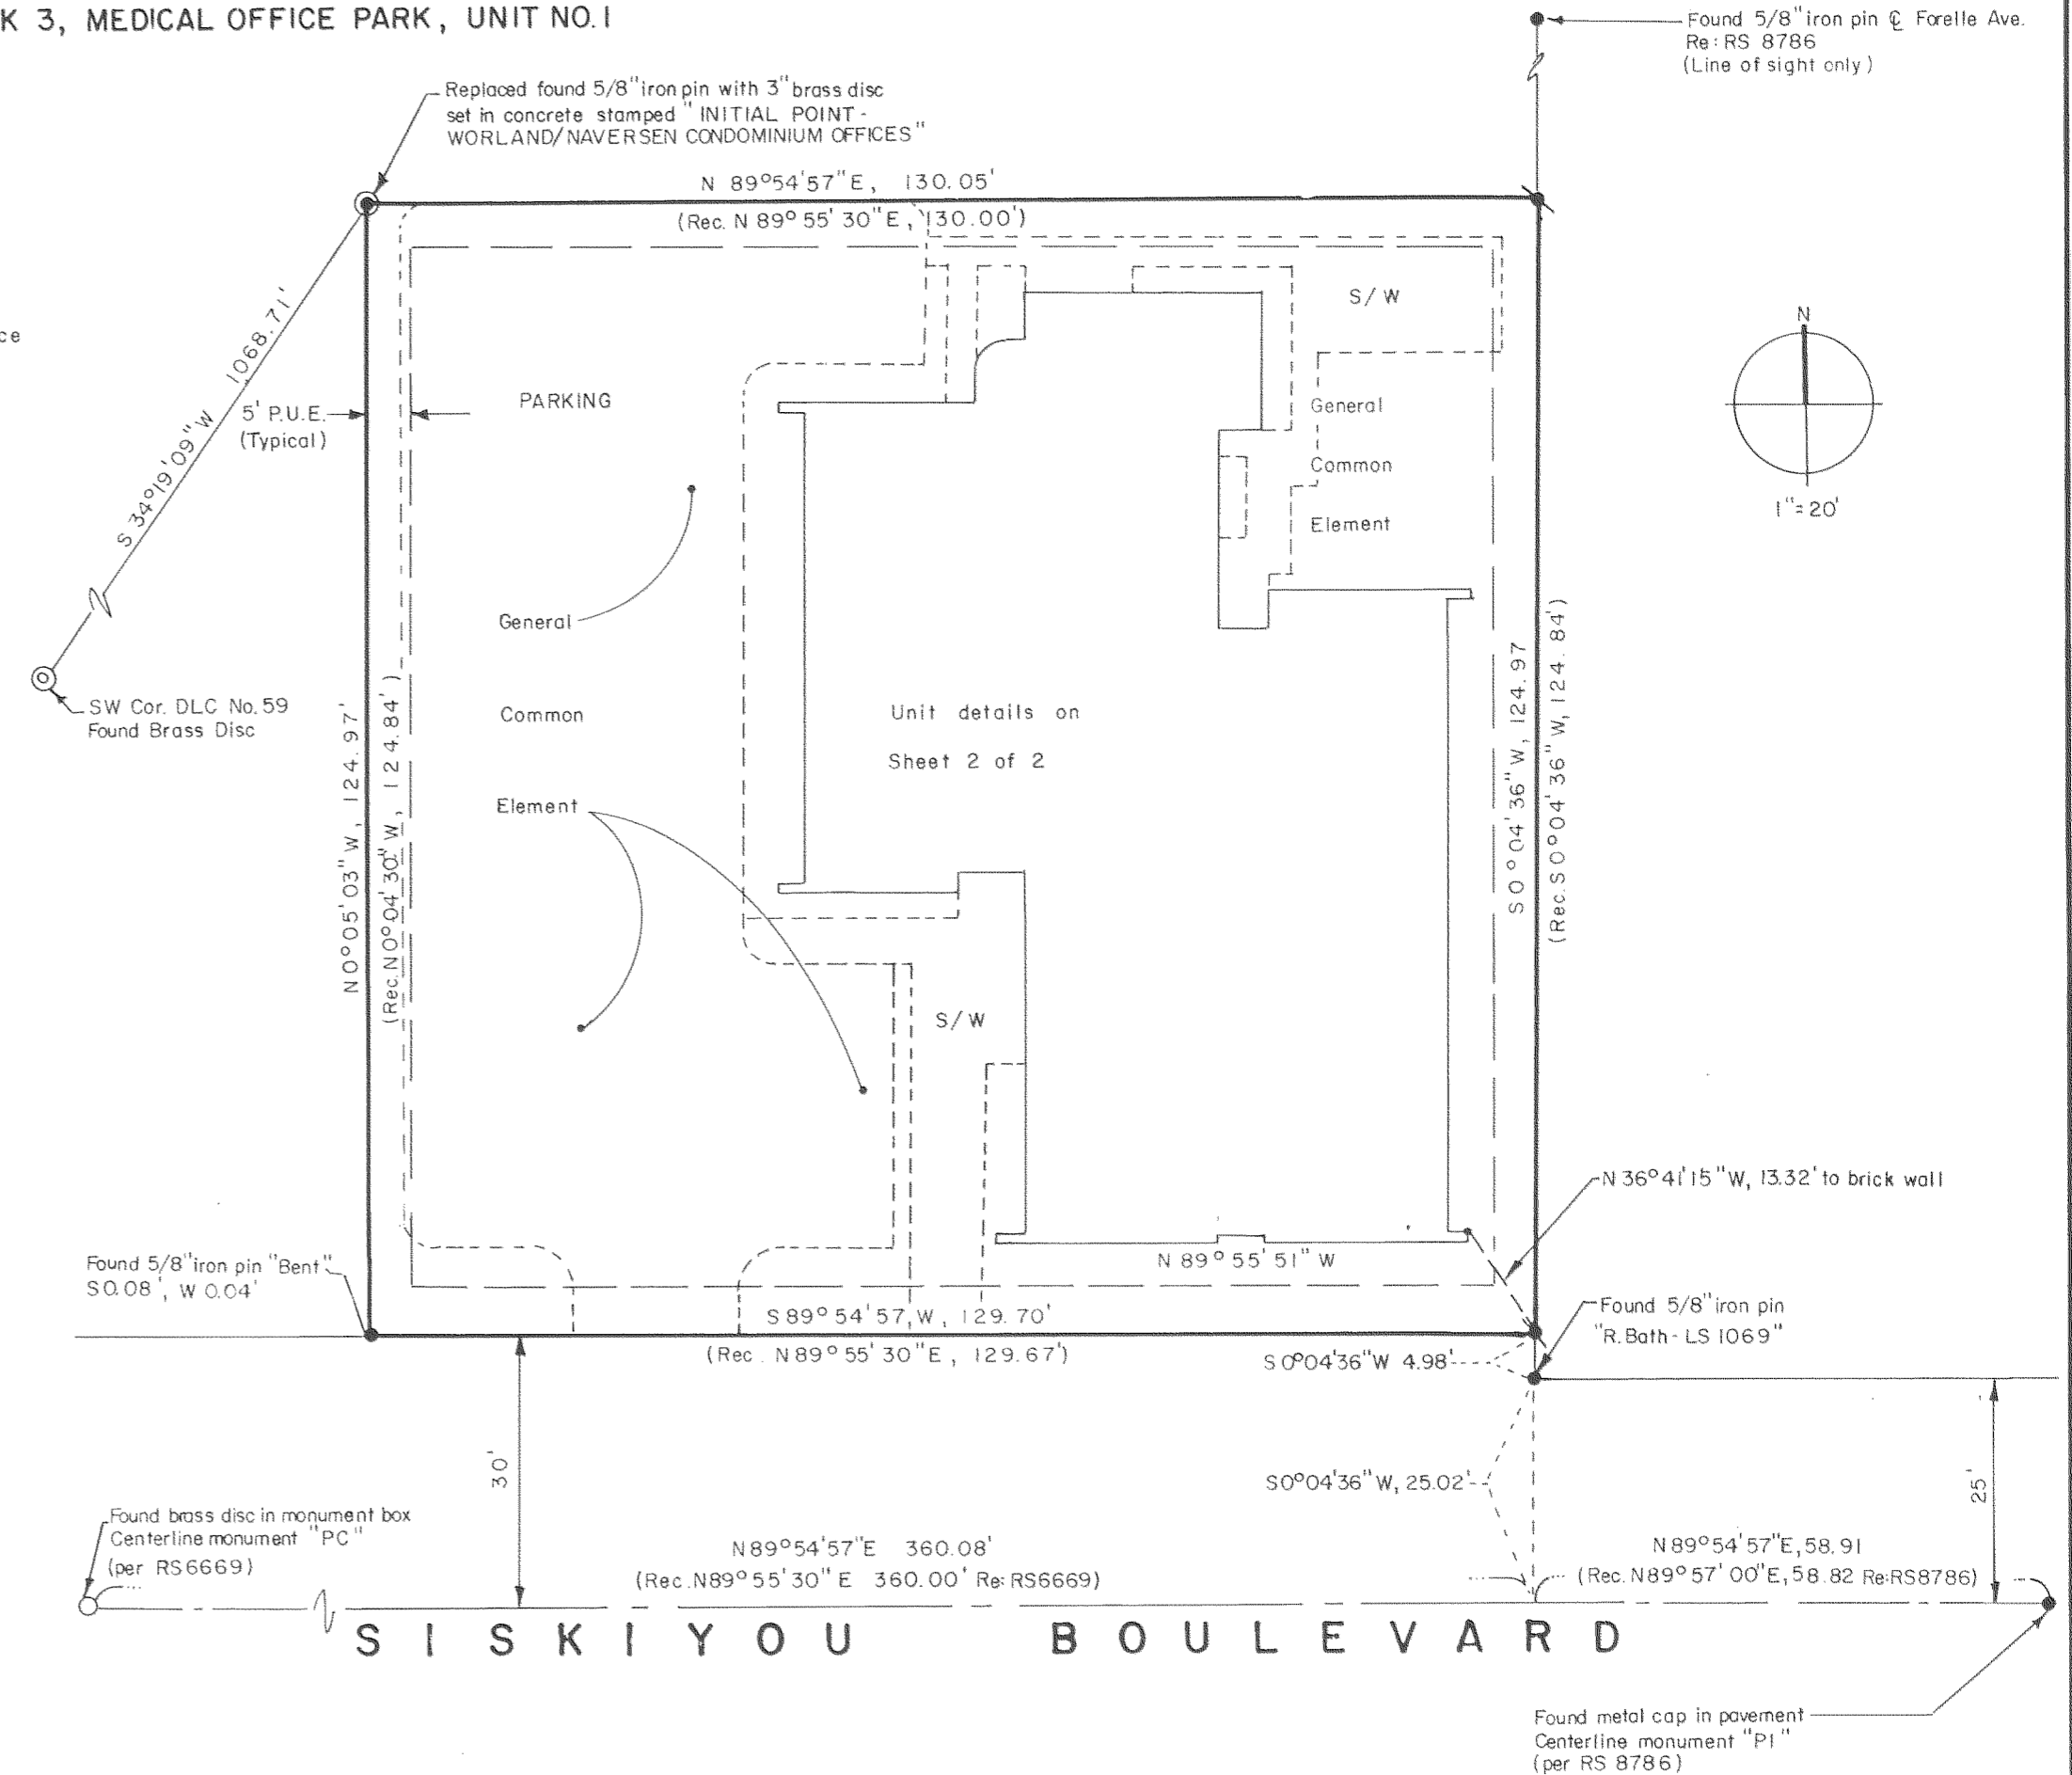 K 3, MEDICAL OFFICE PARK, UNIT NO. 1
Found 5/8" iron pin ℄ Forelle Ave.
Re: RS 8786
(Line of sight only)
Replaced found 5/8" iron pin with 3" brass disc
set in concrete stamped "INITIAL POINT -
WORLAND/NAVERSEN CONDOMINIUM OFFICES"
N 89°54'57"E, 130.05'
(Rec. N 89°55'30"E, 130.00')
ce
S 34°19'09"W 1068.71'
5' P.U.E.
(Typical)
PARKING
S/W
General
Common
Element
N
1"=20'
General
Common
Element
SW Cor. DLC No. 59
Found Brass Disc
N0°05'03"W, 124.97'
(Rec. N0°04'30"W, 124.84')
Unit details on
Sheet 2 of 2
S0°04'36"W, 124.97
(Rec. S0°04'36"W, 124.84')
S/W
N 36°41'15"W, 13.32' to brick wall
Found 5/8" iron pin "Bent"
S0.08', W 0.04'
N 89°55'51" W
Found 5/8" iron pin
"R. Bath - LS 1069"
S89°54'57,W, 129.70'
(Rec. N89°55'30"E, 129.67')
S0°04'36"W 4.98'
30'
S0°04'36"W, 25.02'
25'
Found brass disc in monument box
Centerline monument "PC"
(per RS6669)
N89°54'57"E 360.08'
(Rec. N89°55'30"E 360.00' Re: RS6669)
N89°54'57"E, 58.91
(Rec. N89°57'00"E, 58.82 Re: RS8786)
SISKIYOU BOULEVARD
Found metal cap in pavement
Centerline monument "PI"
(per RS 8786)